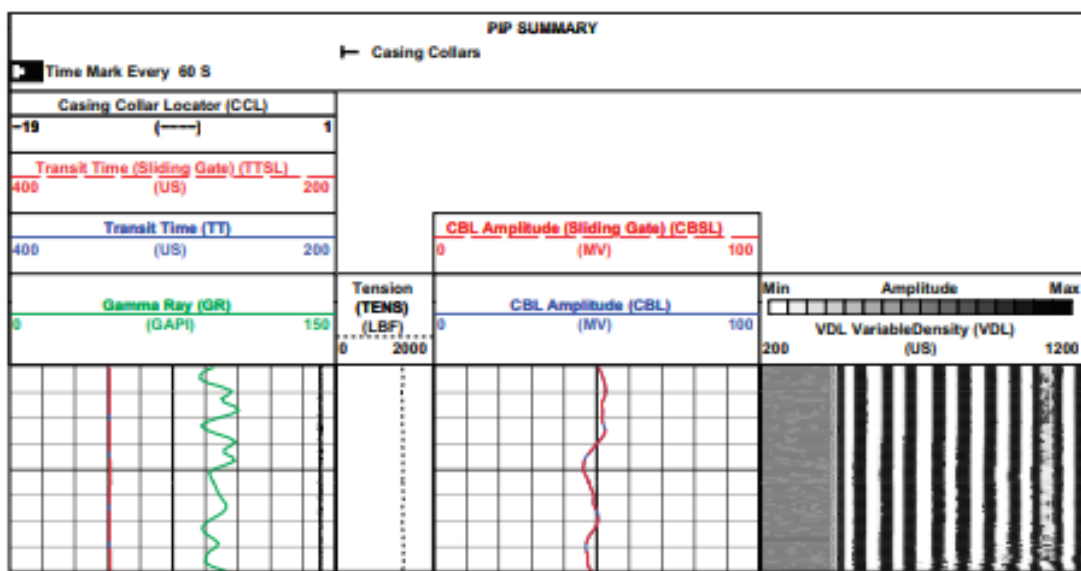 PIP SUMMARY
Casing Collars
Time Mark Every 60 S
Casing Collar Locator (CCL)
-19 (----) 1
Transit Time (Sliding Gate) (TTSL)
400 (US) 200
Transit Time (TT)
400 (US) 200
CBL Amplitude (Sliding Gate) (CBSL)
0 (MV) 100
Gamma Ray (GR)
0 (GAPI) 150
Tension
(TENS)
(LBF)
0 2000
CBL Amplitude (CBL)
0 (MV) 100
Min Amplitude Max
VDL VariableDensity (VDL)
200 (US) 1200